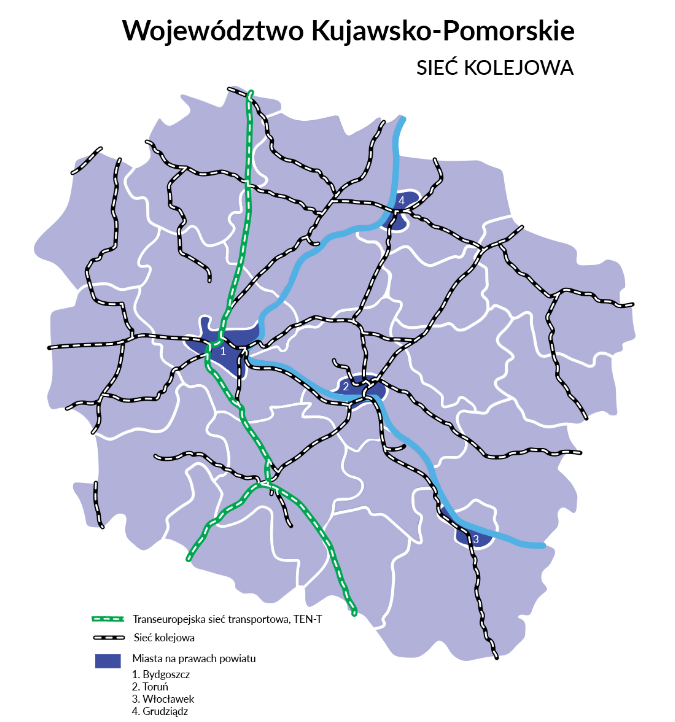 Województwo Kujawsko-Pomorskie
SIEĆ KOLEJOWA
4
1
2
3
Transeuropejska sieć transportowa, TEN-T
Sieć kolejowa
Miasta na prawach powiatu
1. Bydgoszcz
2. Toruń
3. Włocławek
4. Grudziądz